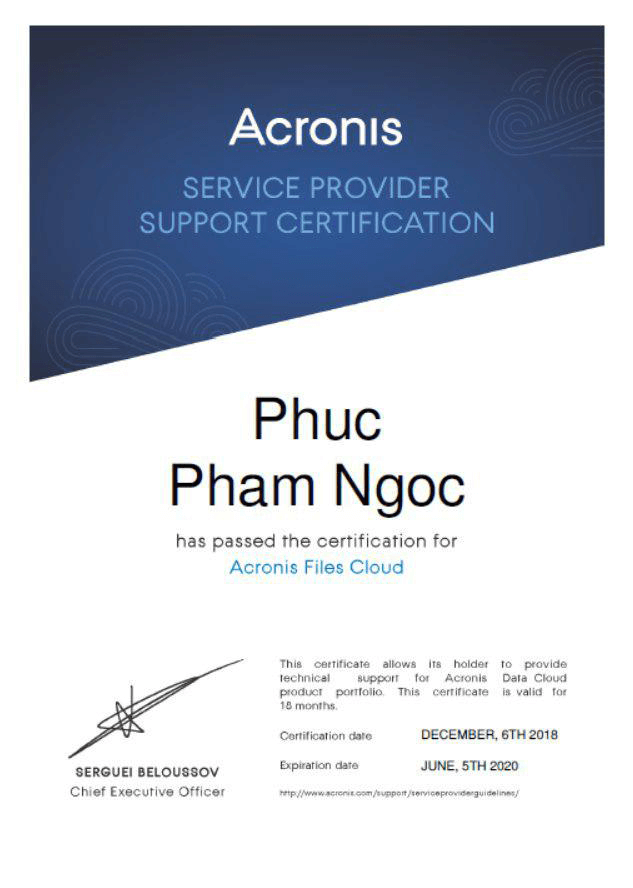 Acronis
SERVICE PROVIDER
SUPPORT CERTIFICATION
Phuc
Pham Ngoc
has passed the certification for
Acronis Files Cloud
This certificate allows its holder to provide
technical support for Acronis Data Cloud
product portfolio. This certificate is valid for
18 months.
Certification date DECEMBER, 6TH 2018
Expiration date JUNE, 5TH 2020
http://www.acronis.com/support/serviceproviderguidelines/
SERGUEI BELOUSSOV
Chief Executive Officer